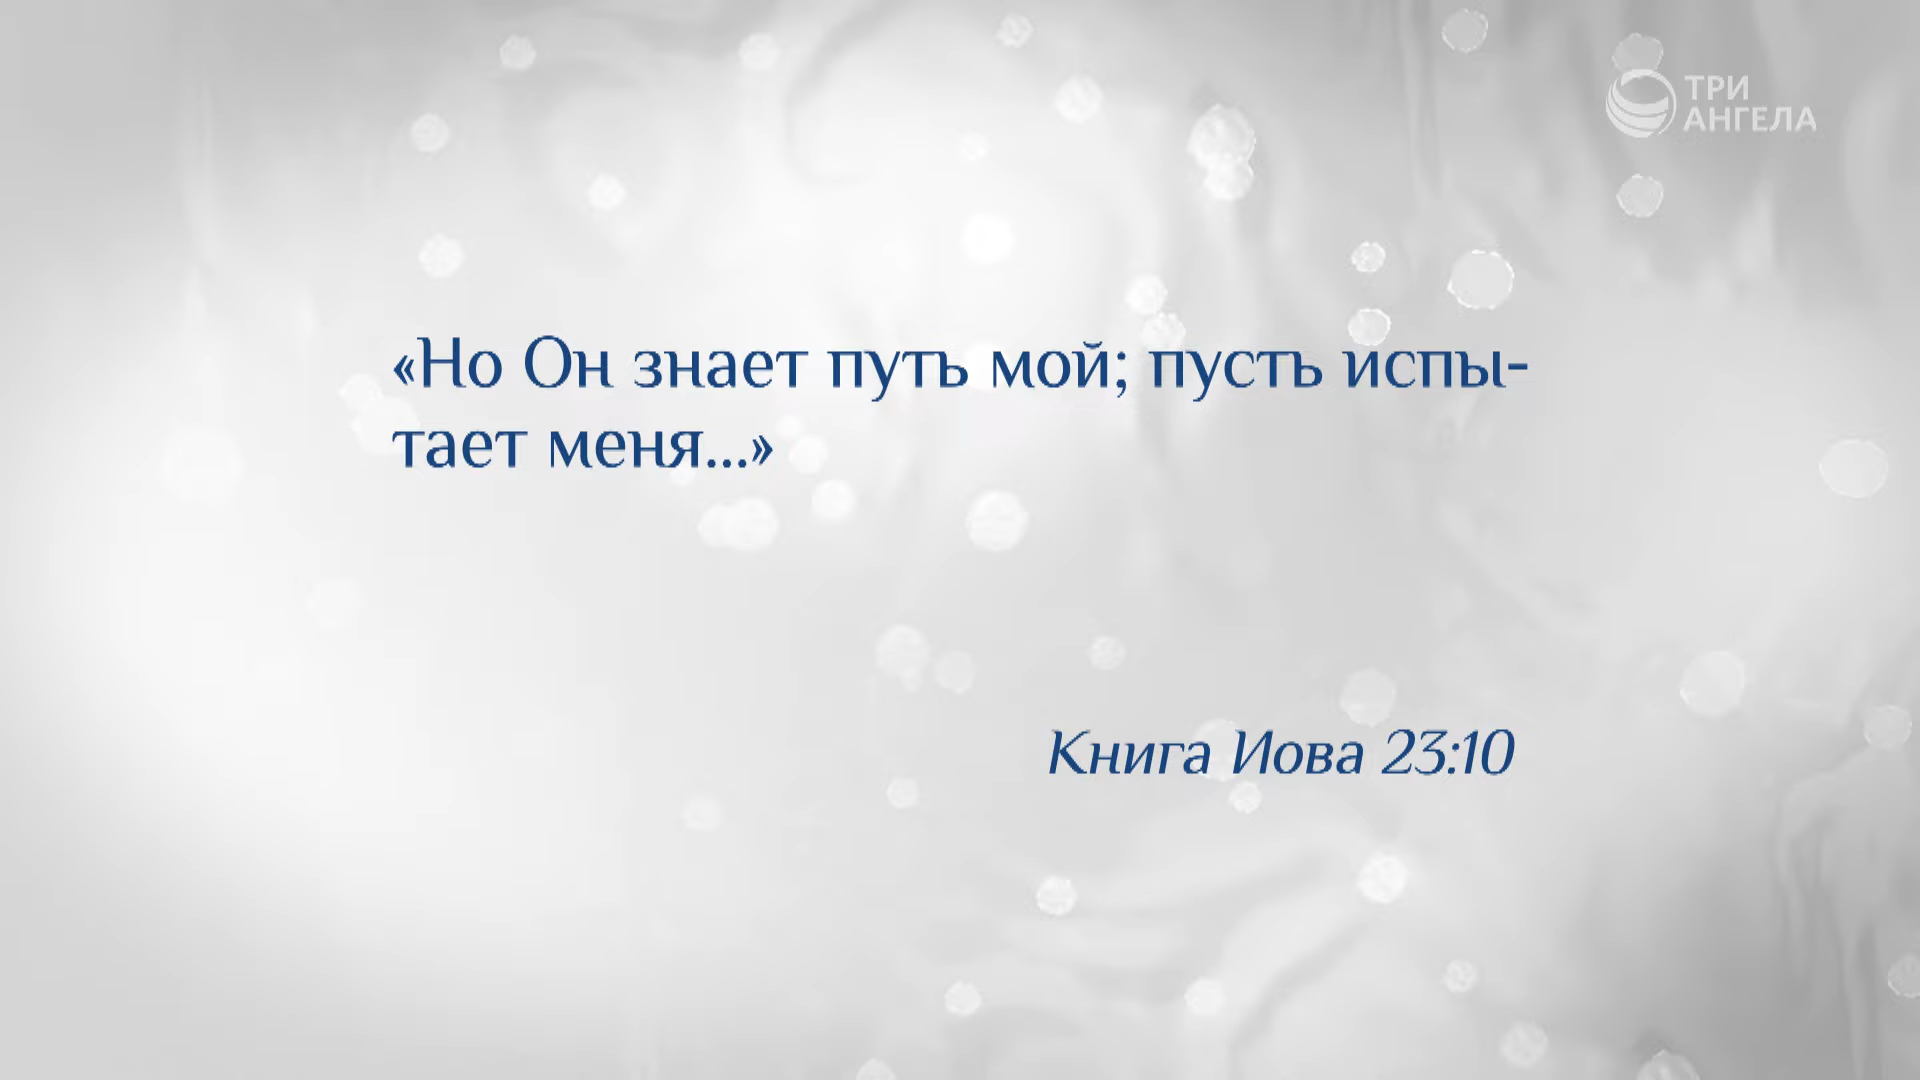 ТРИ
АНГЕЛА
«Но Он знает путь мой; пусть испы-
тает меня...»
Книга Иова 23:10